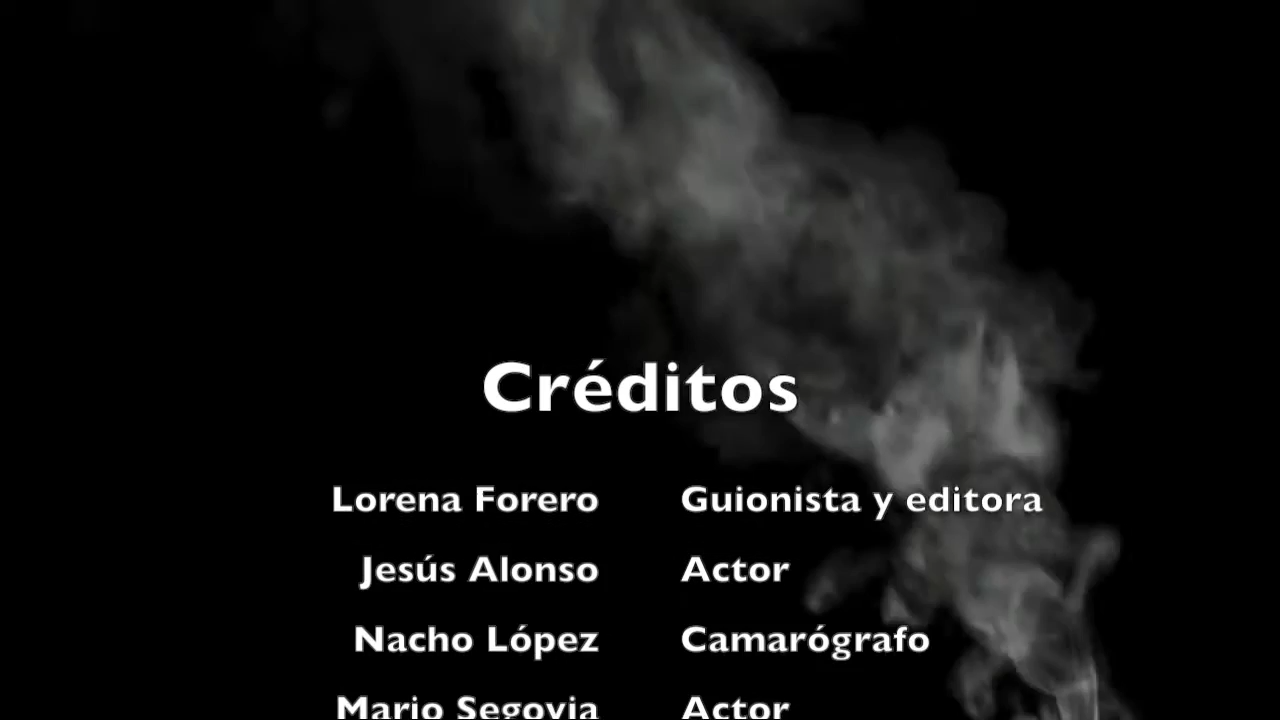 Créditos
Lorena Forero Guionista y editora
Jesús Alonso Actor
Nacho López Camarógrafo
Mario Segovia Actor